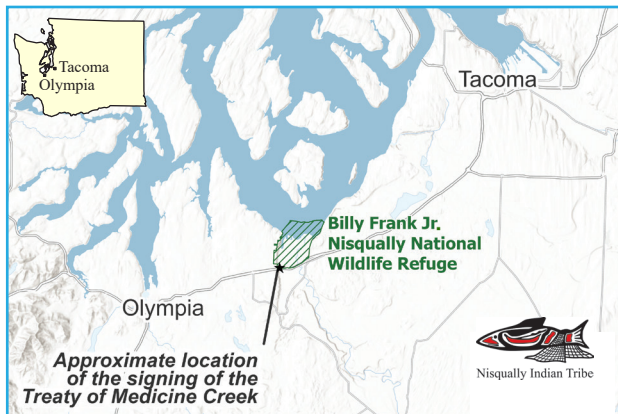 Tacoma
Olympia
Tacoma
Billy Frank Jr.
Nisqually National
Wildlife Refuge
Olympia
Approximate location
of the signing of the
Treaty of Medicine Creek
Nisqually Indian Tribe